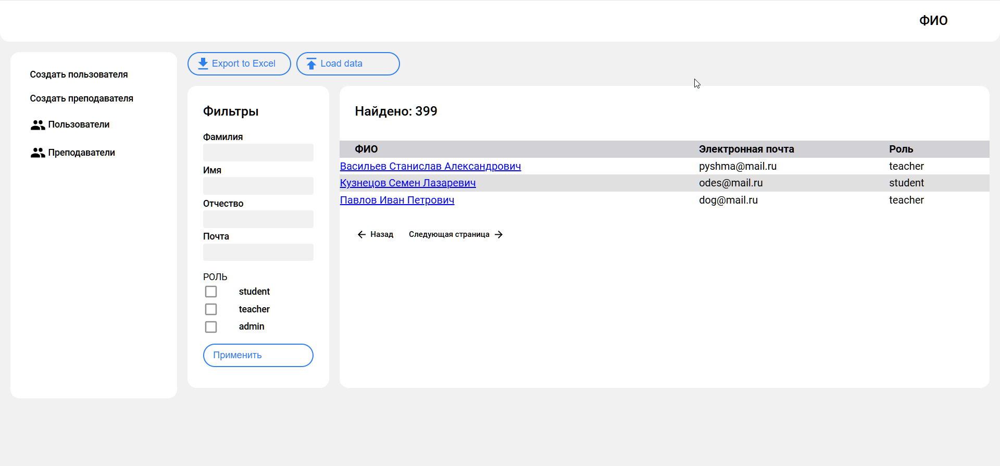 ФИО
Создать пользователя
Создать преподавателя
Пользователи
Преподаватели
Export to Excel
Load data
Фильтры
Фамилия
Имя
Отчество
Почта
РОЛЬ
student
teacher
admin
Применить
Найдено: 399
ФИО Электронная почта Роль
Васильев Станислав Александрович pyshma@mail.ru teacher
Кузнецов Семен Лазаревич odes@mail.ru student
Павлов Иван Петрович dog@mail.ru teacher
Назад Следующая страница